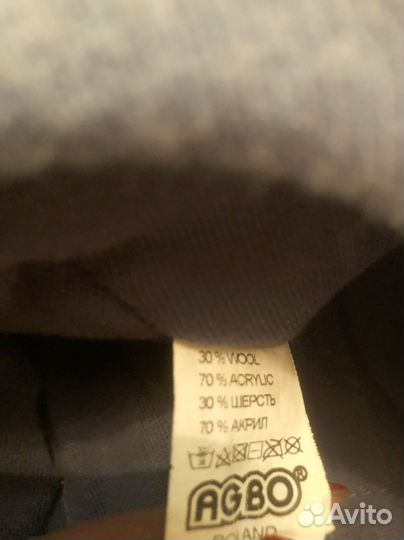 30 % WOOL
70 % ACRYLIC
30 % ШЕРСТЬ
70 % АКРИЛ
AGBO®
POLAND
Avito